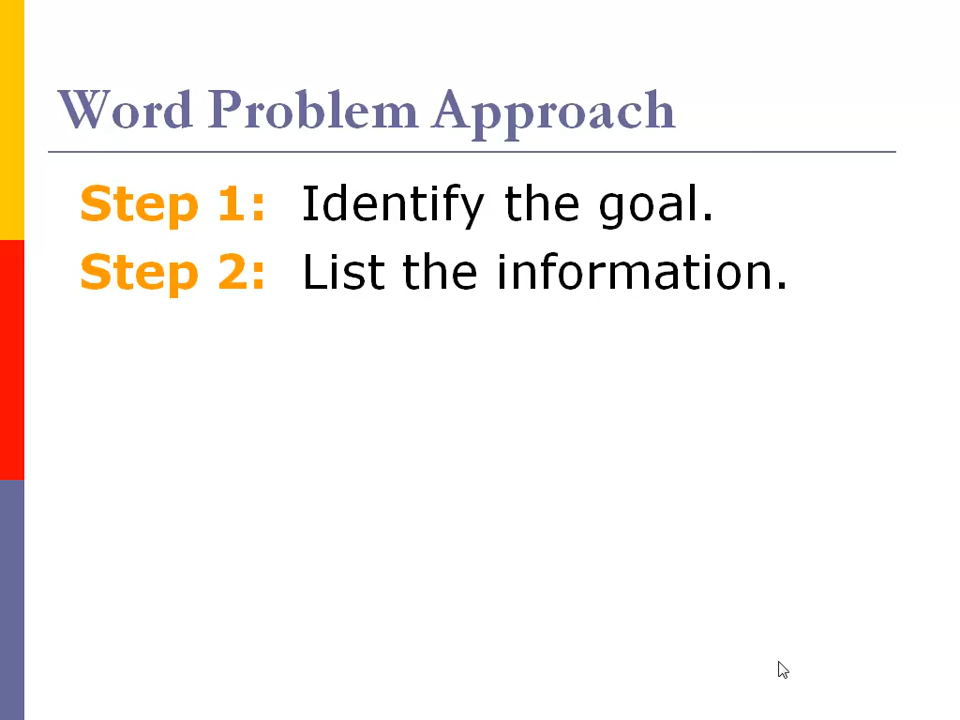 Word Problem Approach
Step 1: Identify the goal.
Step 2: List the information.